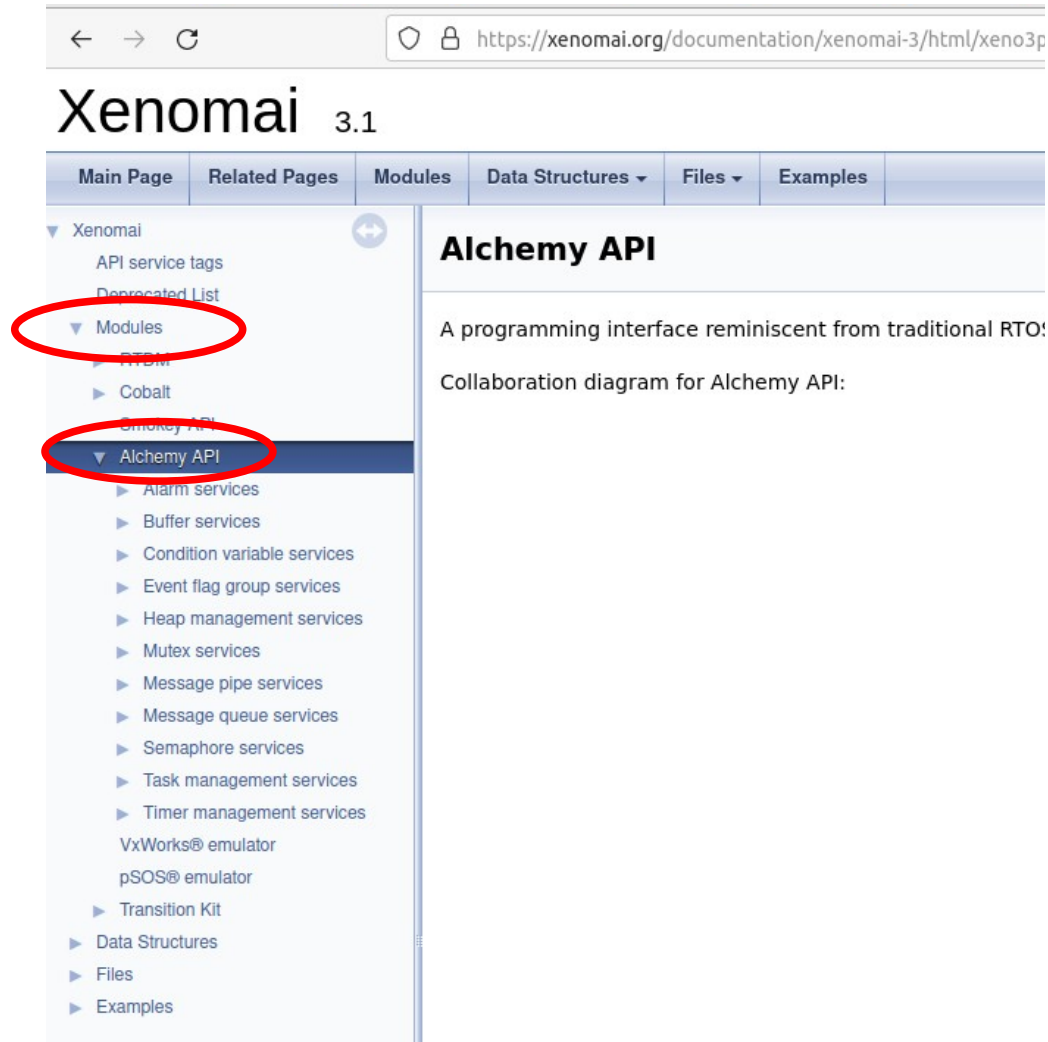 https://xenomai.org/documentation/xenomai-3/html/xeno3p
Xenomai 3.1
Main Page Related Pages Modules Data Structures Files Examples
Xenomai
API service tags
Deprecated List
Modules
RTDM
Cobalt
Smokey API
Alchemy API
Alarm services
Buffer services
Condition variable services
Event flag group services
Heap management services
Mutex services
Message pipe services
Message queue services
Semaphore services
Task management services
Timer management services
VxWorks® emulator
pSOS® emulator
Transition Kit
Data Structures
Files
Examples
Alchemy API
A programming interface reminiscent from traditional RTOS
Collaboration diagram for Alchemy API: